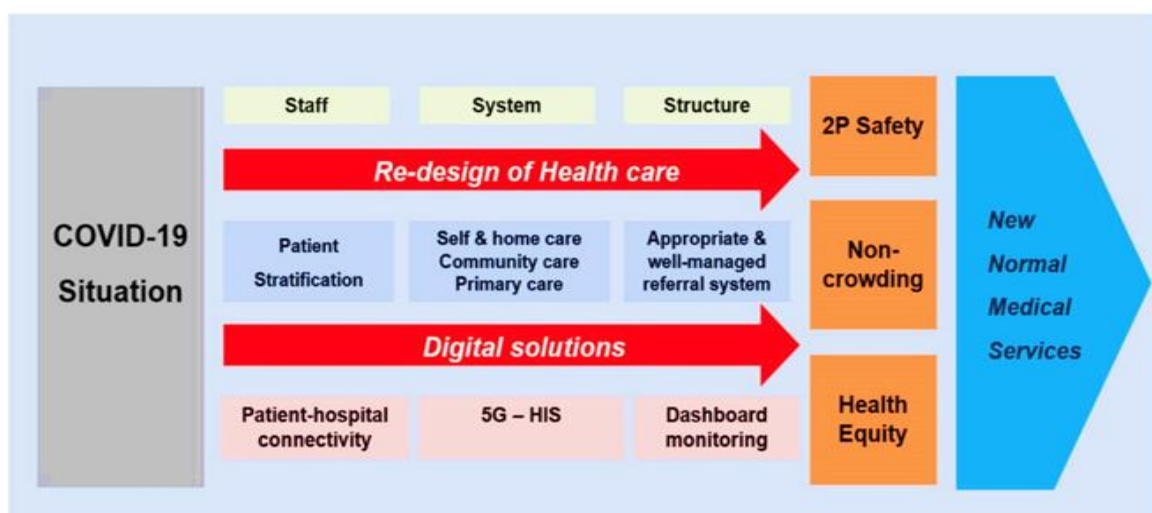 COVID-19
Situation
Staff
System
Structure
Re-design of Health care
Patient
Stratification
Self & home care
Community care
Primary care
Appropriate &
well-managed
referral system
Digital solutions
Patient-hospital
connectivity
5G – HIS
Dashboard
monitoring
2P Safety
Non-
crowding
Health
Equity
New
Normal
Medical
Services